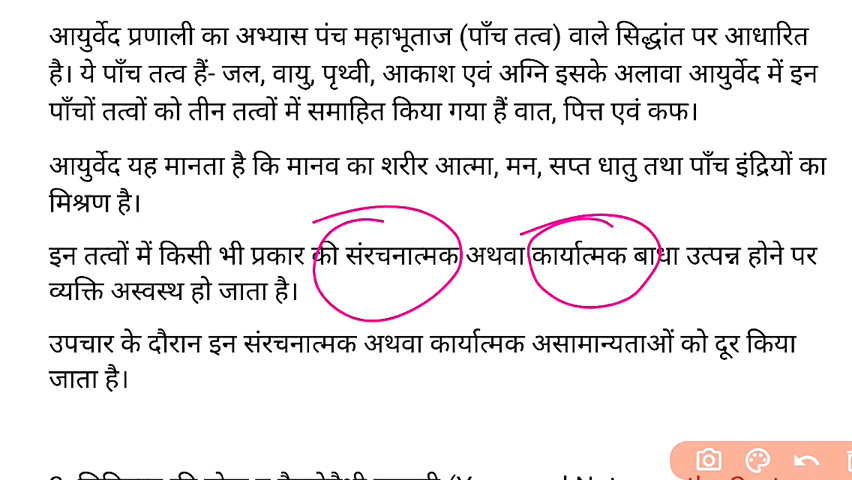 आयुर्वेद प्रणाली का अभ्यास पंच महाभूताज (पाँच तत्व) वाले सिद्धांत पर आधारित
है। ये पाँच तत्व हैं- जल, वायु, पृथ्वी, आकाश एवं अग्नि इसके अलावा आयुर्वेद में इन
पाँचों तत्वों को तीन तत्वों में समाहित किया गया हैं वात, पित्त एवं कफ।
आयुर्वेद यह मानता है कि मानव का शरीर आत्मा, मन, सप्त धातु तथा पाँच इंद्रियों का
मिश्रण है।
इन तत्वों में किसी भी प्रकार की संरचनात्मक अथवा कार्यात्मक बाधा उत्पन्न होने पर
व्यक्ति अस्वस्थ हो जाता है।
उपचार के दौरान इन संरचनात्मक अथवा कार्यात्मक असामान्यताओं को दूर किया
जाता है।